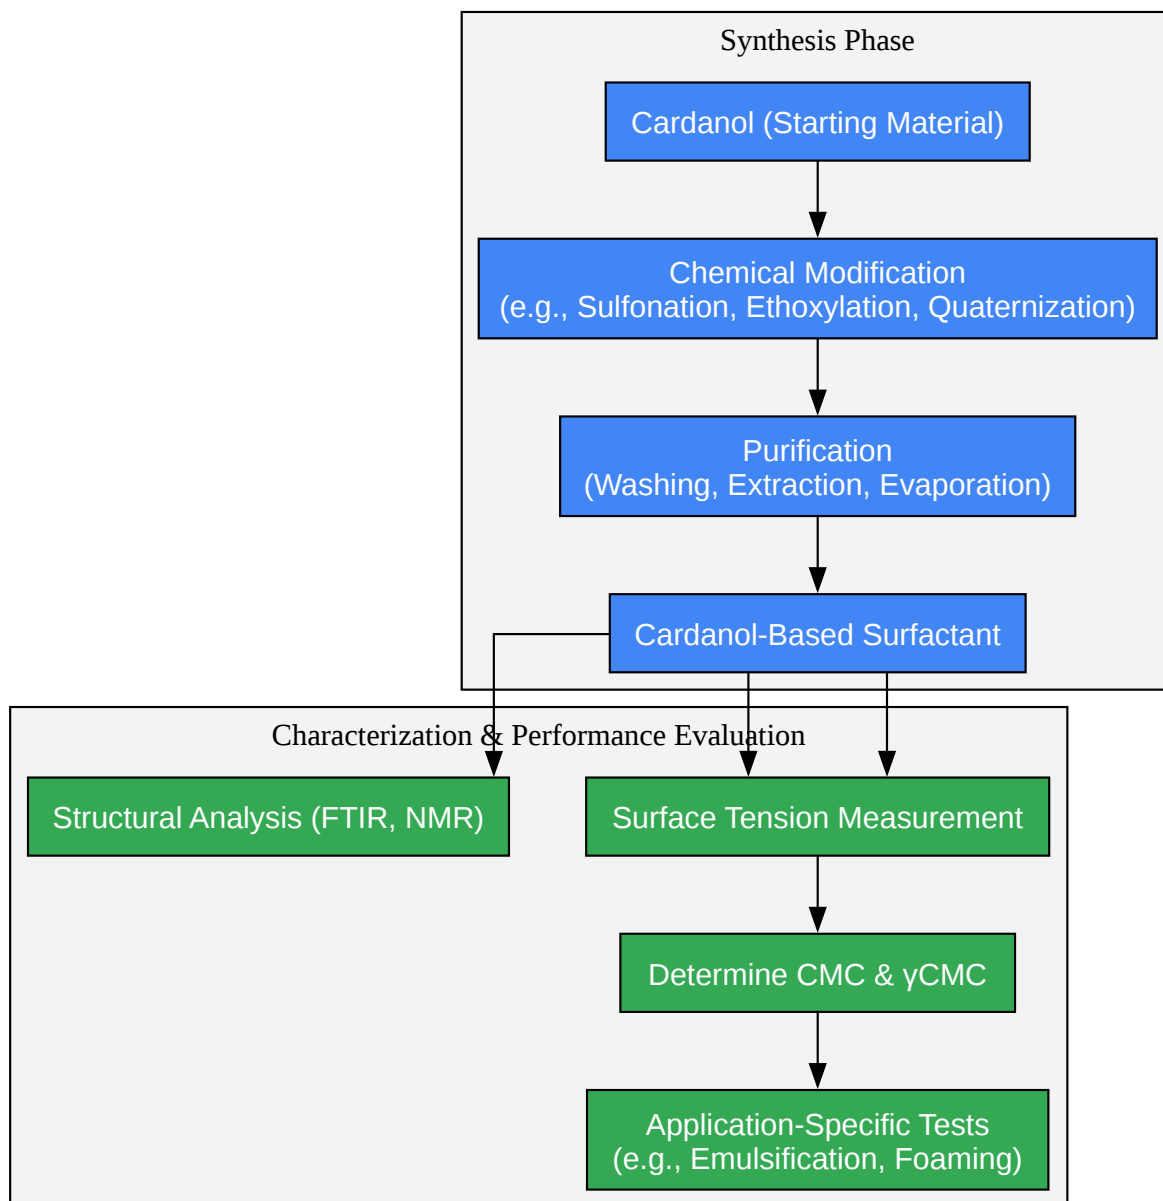 Synthesis Phase
Cardanol (Starting Material)
Chemical Modification
(e.g., Sulfonation, Ethoxylation, Quaternization)
Purification
(Washing, Extraction, Evaporation)
Cardanol-Based Surfactant
Characterization & Performance Evaluation
Structural Analysis (FTIR, NMR)
Surface Tension Measurement
Determine CMC & γCMC
Application-Specific Tests
(e.g., Emulsification, Foaming)